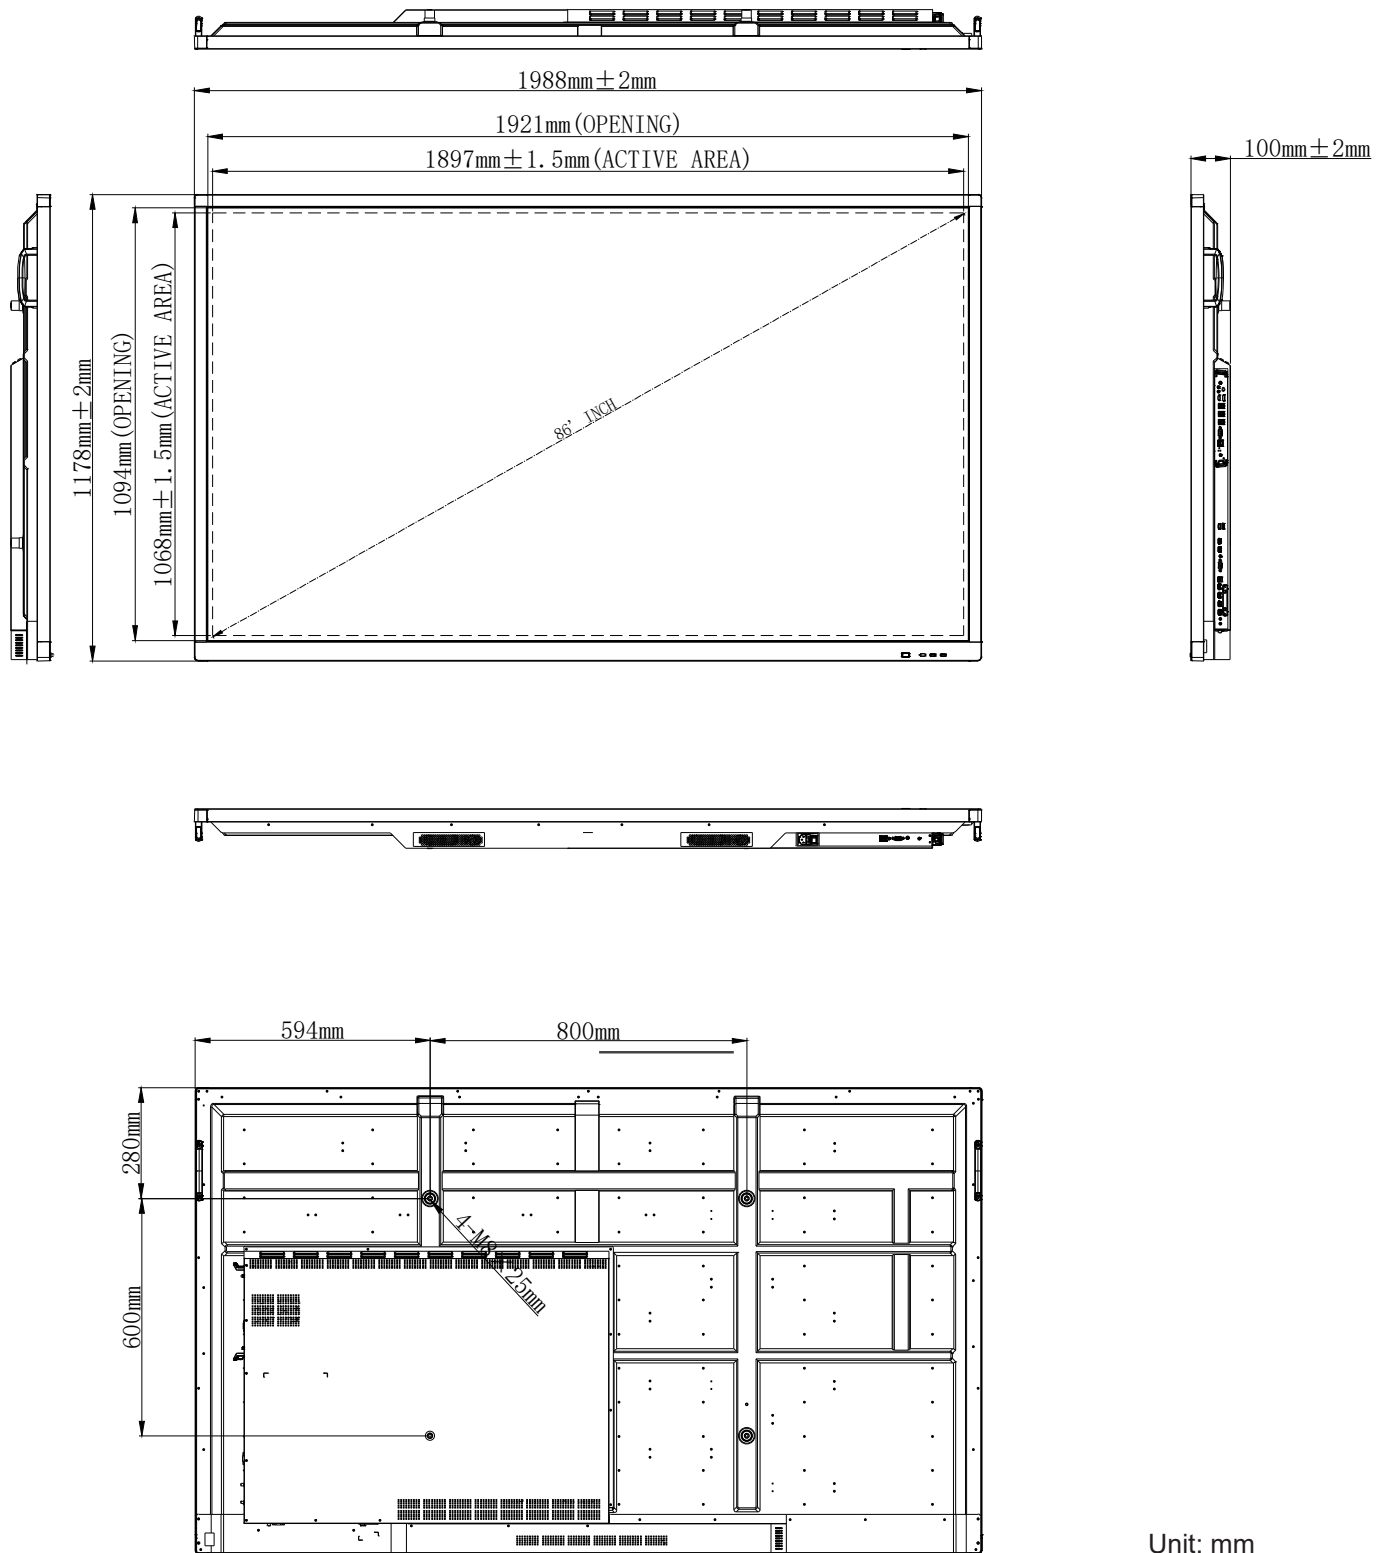 1988mm±2mm
1921mm(OPENING)
1897mm±1.5mm(ACTIVE AREA)
100mm±2mm
1178mm±2mm
1094mm(OPENING)
1068mm±1.5mm(ACTIVE AREA)
86' INCH
594mm
800mm
280mm
600mm
4-M8×25mm
Unit: mm